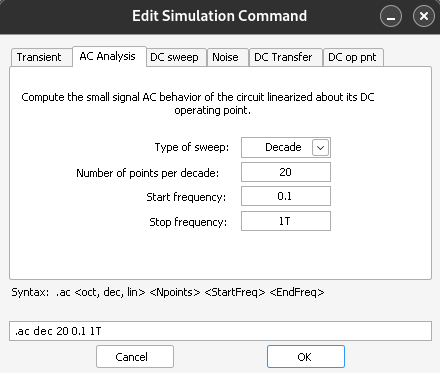 Edit Simulation Command
Transient AC Analysis DC sweep Noise DC Transfer DC op pnt
Compute the small signal AC behavior of the circuit linearized about its DC
operating point.
Type of sweep: Decade
Number of points per decade: 20
Start frequency: 0.1
Stop frequency: 1T
Syntax: .ac <oct, dec, lin> <Npoints> <StartFreq> <EndFreq>
.ac dec 20 0.1 1T
Cancel OK